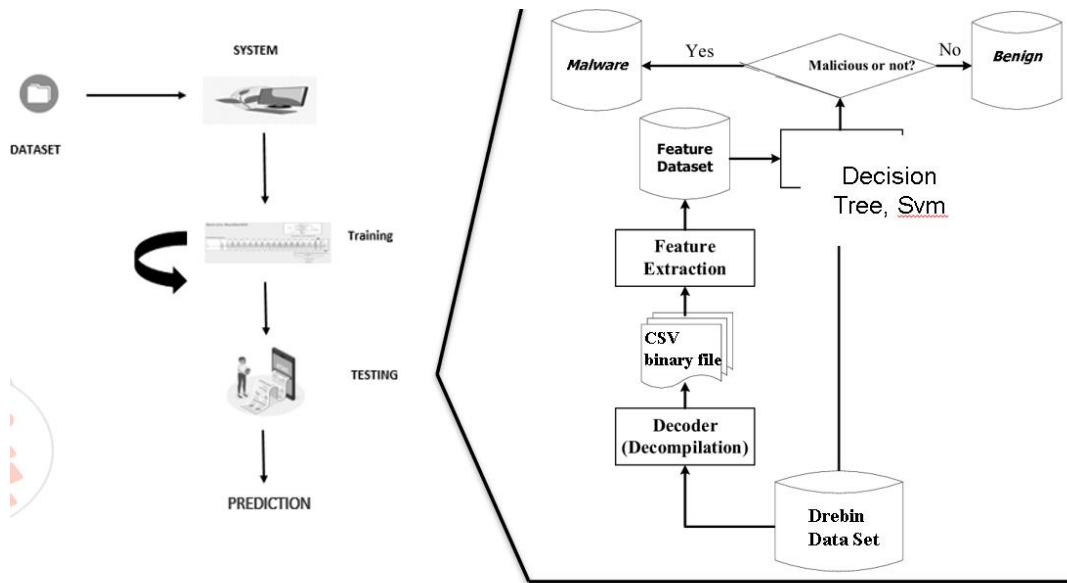 SYSTEM
DATASET
Training
TESTING
PREDICTION
Malware
Yes
Malicious or not?
No
Benign
Feature
Dataset
Decision
Tree, Svm
Feature
Extraction
CSV
binary file
Decoder
(Decompilation)
Drebin
Data Set